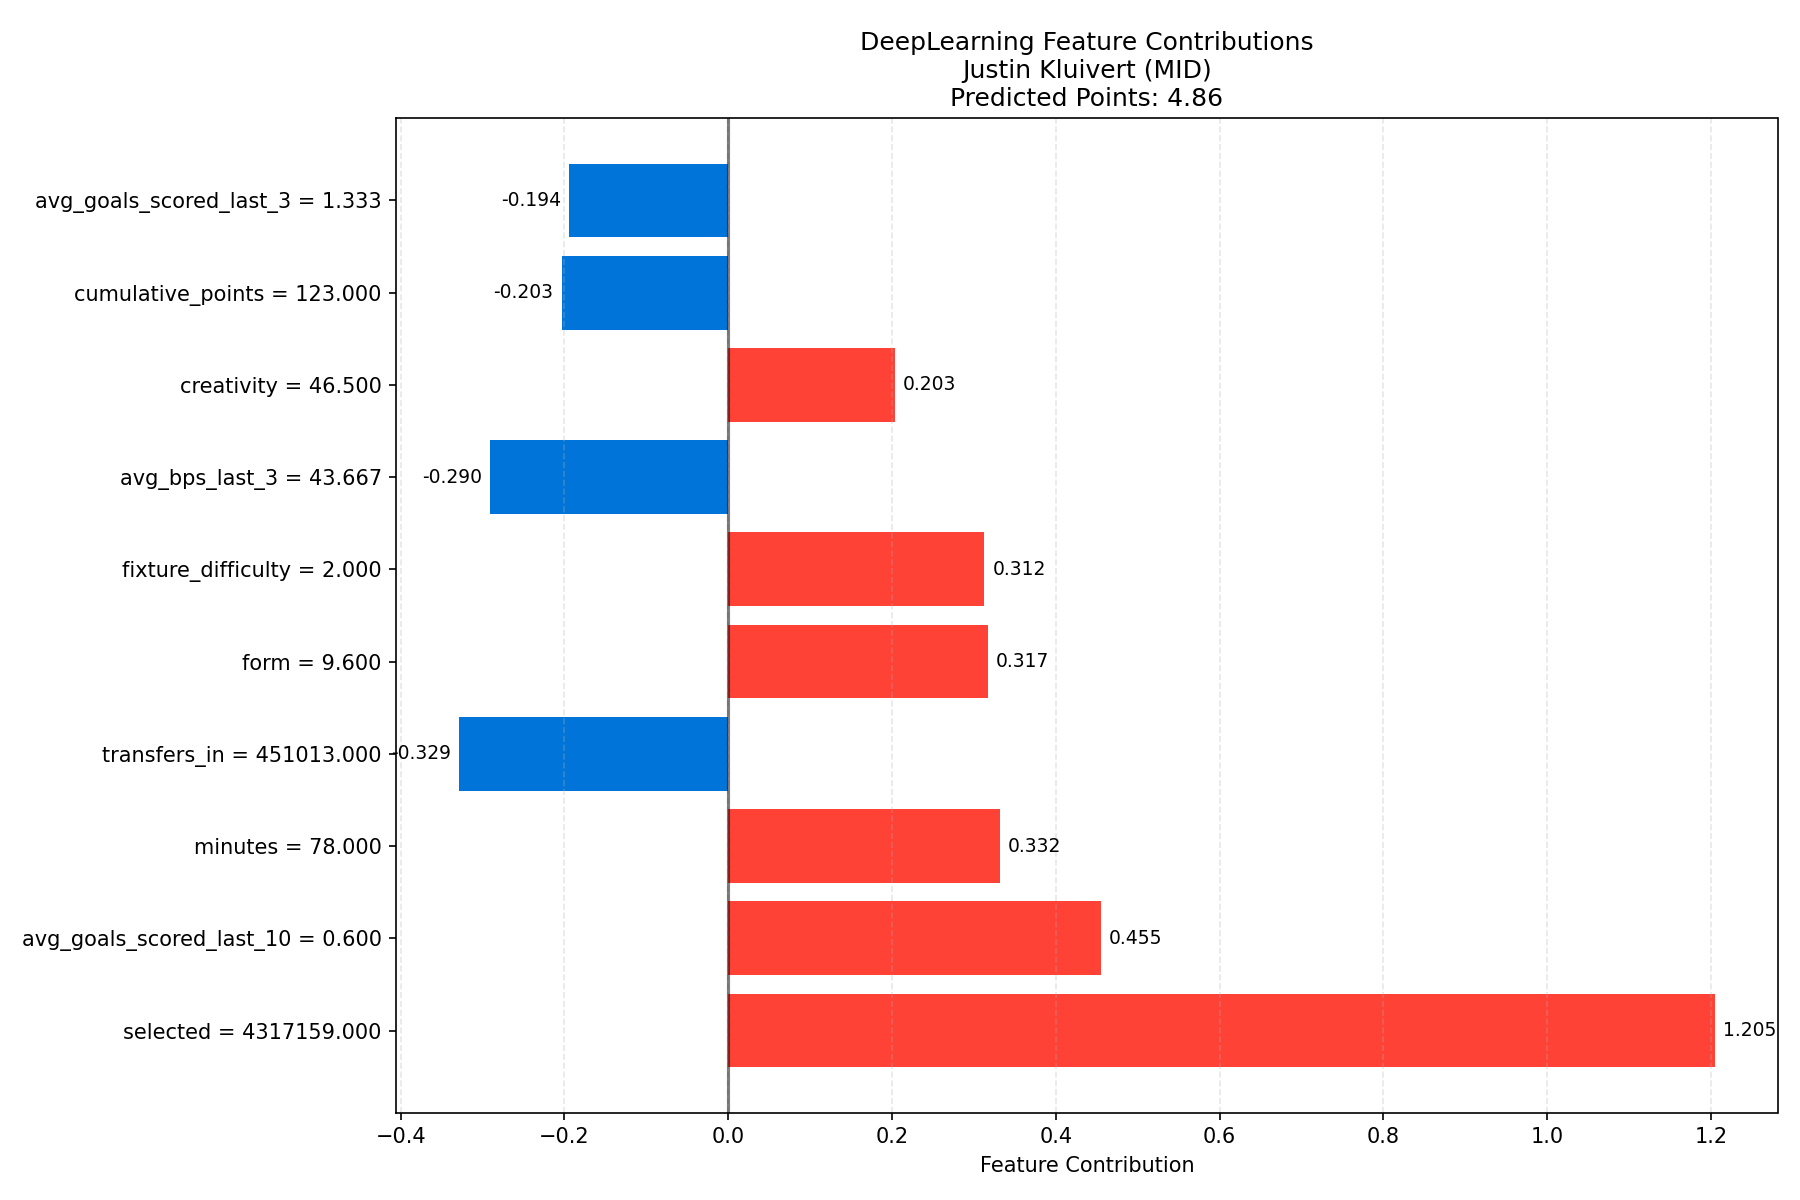 DeepLearning Feature Contributions
Justin Kluivert (MID)
Predicted Points: 4.86
avg_goals_scored_last_3 = 1.333
-0.194
cumulative_points = 123.000
-0.203
creativity = 46.500
0.203
avg_bps_last_3 = 43.667
-0.290
fixture_difficulty = 2.000
0.312
form = 9.600
0.317
transfers_in = 451013.000
-0.329
minutes = 78.000
0.332
avg_goals_scored_last_10 = 0.600
0.455
selected = 4317159.000
1.205
−0.4 −0.2 0.0 0.2 0.4 0.6 0.8 1.0 1.2
Feature Contribution